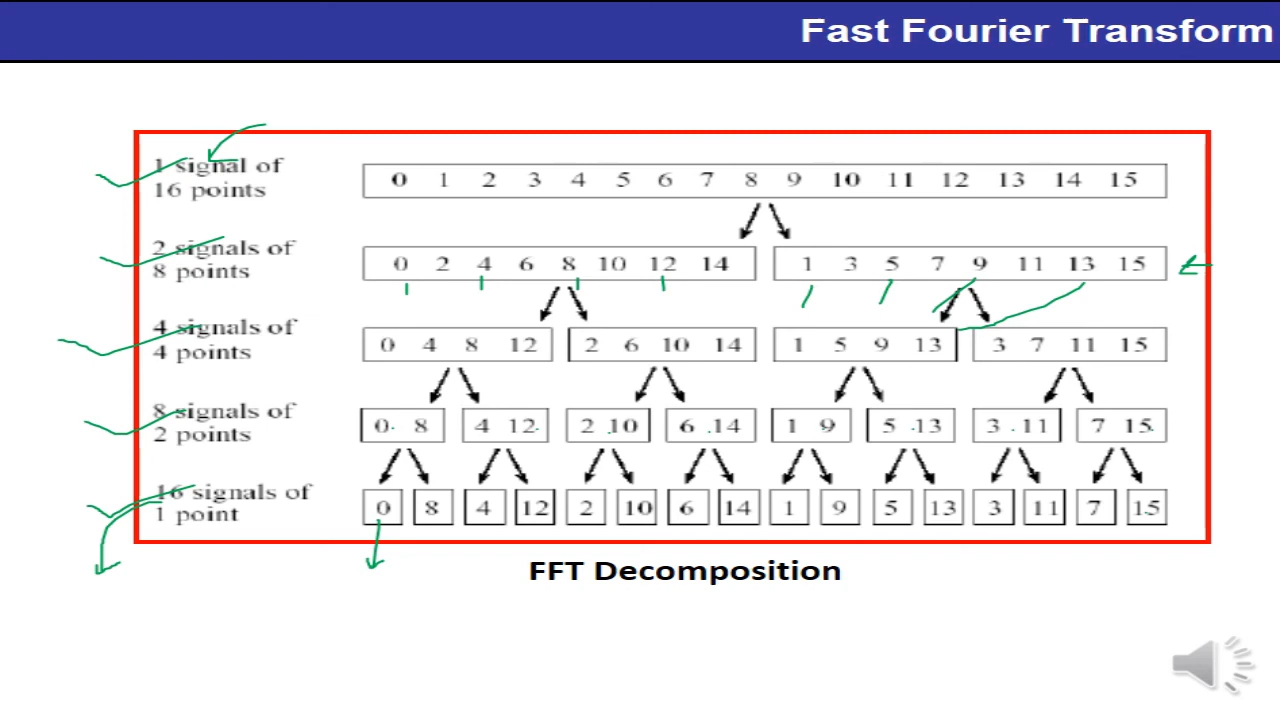 Fast Fourier Transform
1 signal of
16 points
0 1 2 3 4 5 6 7 8 9 10 11 12 13 14 15
2 signals of
8 points
0 2 4 6 8 10 12 14 1 3 5 7 9 11 13 15
4 signals of
4 points
0 4 8 12 2 6 10 14 1 5 9 13 3 7 11 15
8 signals of
2 points
0 8 4 12 2 10 6 14 1 9 5 13 3 11 7 15
16 signals of
1 point
0 8 4 12 2 10 6 14 1 9 5 13 3 11 7 15
FFT Decomposition